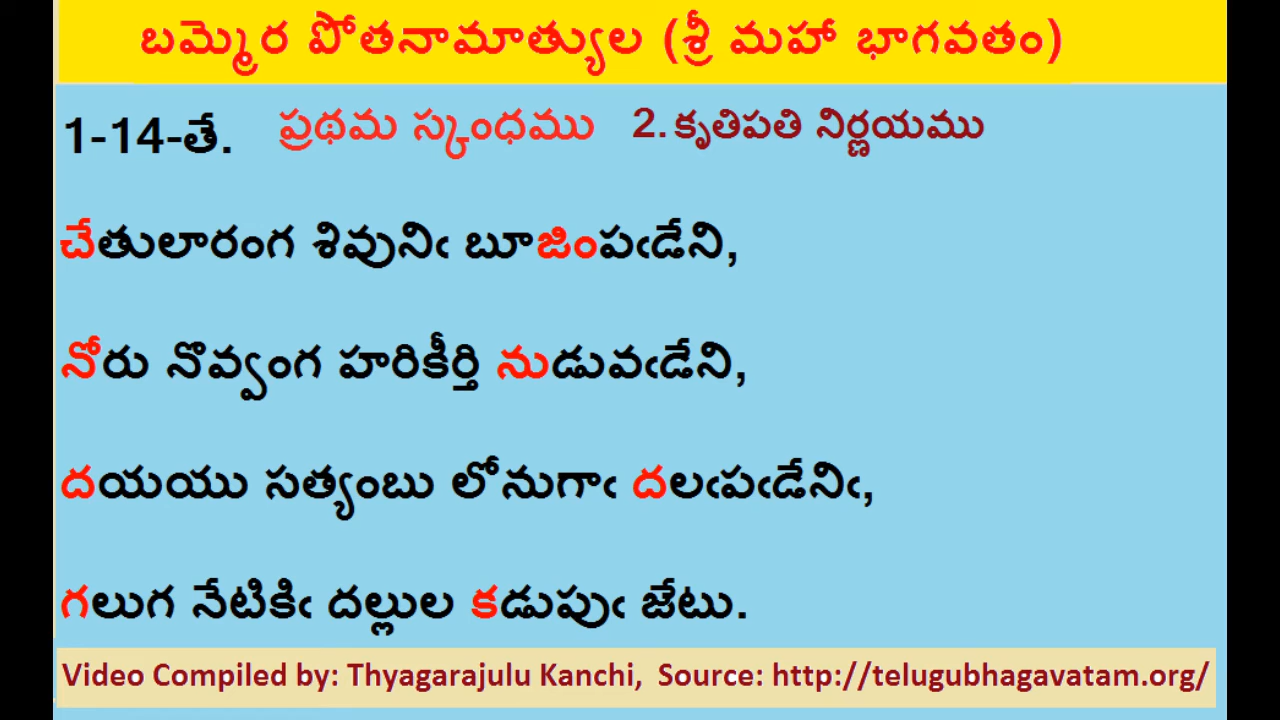 బమ్మెర పోతనామాత్యుల (శ్రీ మహా భాగవతం)
1-14-తే. ప్రథమ స్కంధము 2. కృతిపతి నిర్ణయము
చేతులారంగ శివునిఁ బూజింపఁడేని,
నోరు నొవ్వంగ హరికీర్తి నుడువఁడేని,
దయయు సత్యంబు లోనుగాఁ దలఁపఁడేనిఁ,
గలుగ నేటికిఁ దల్లుల కడుపుఁ జేటు.
Video Compiled by: Thyagarajulu Kanchi, Source: http://telugubhagavatam.org/